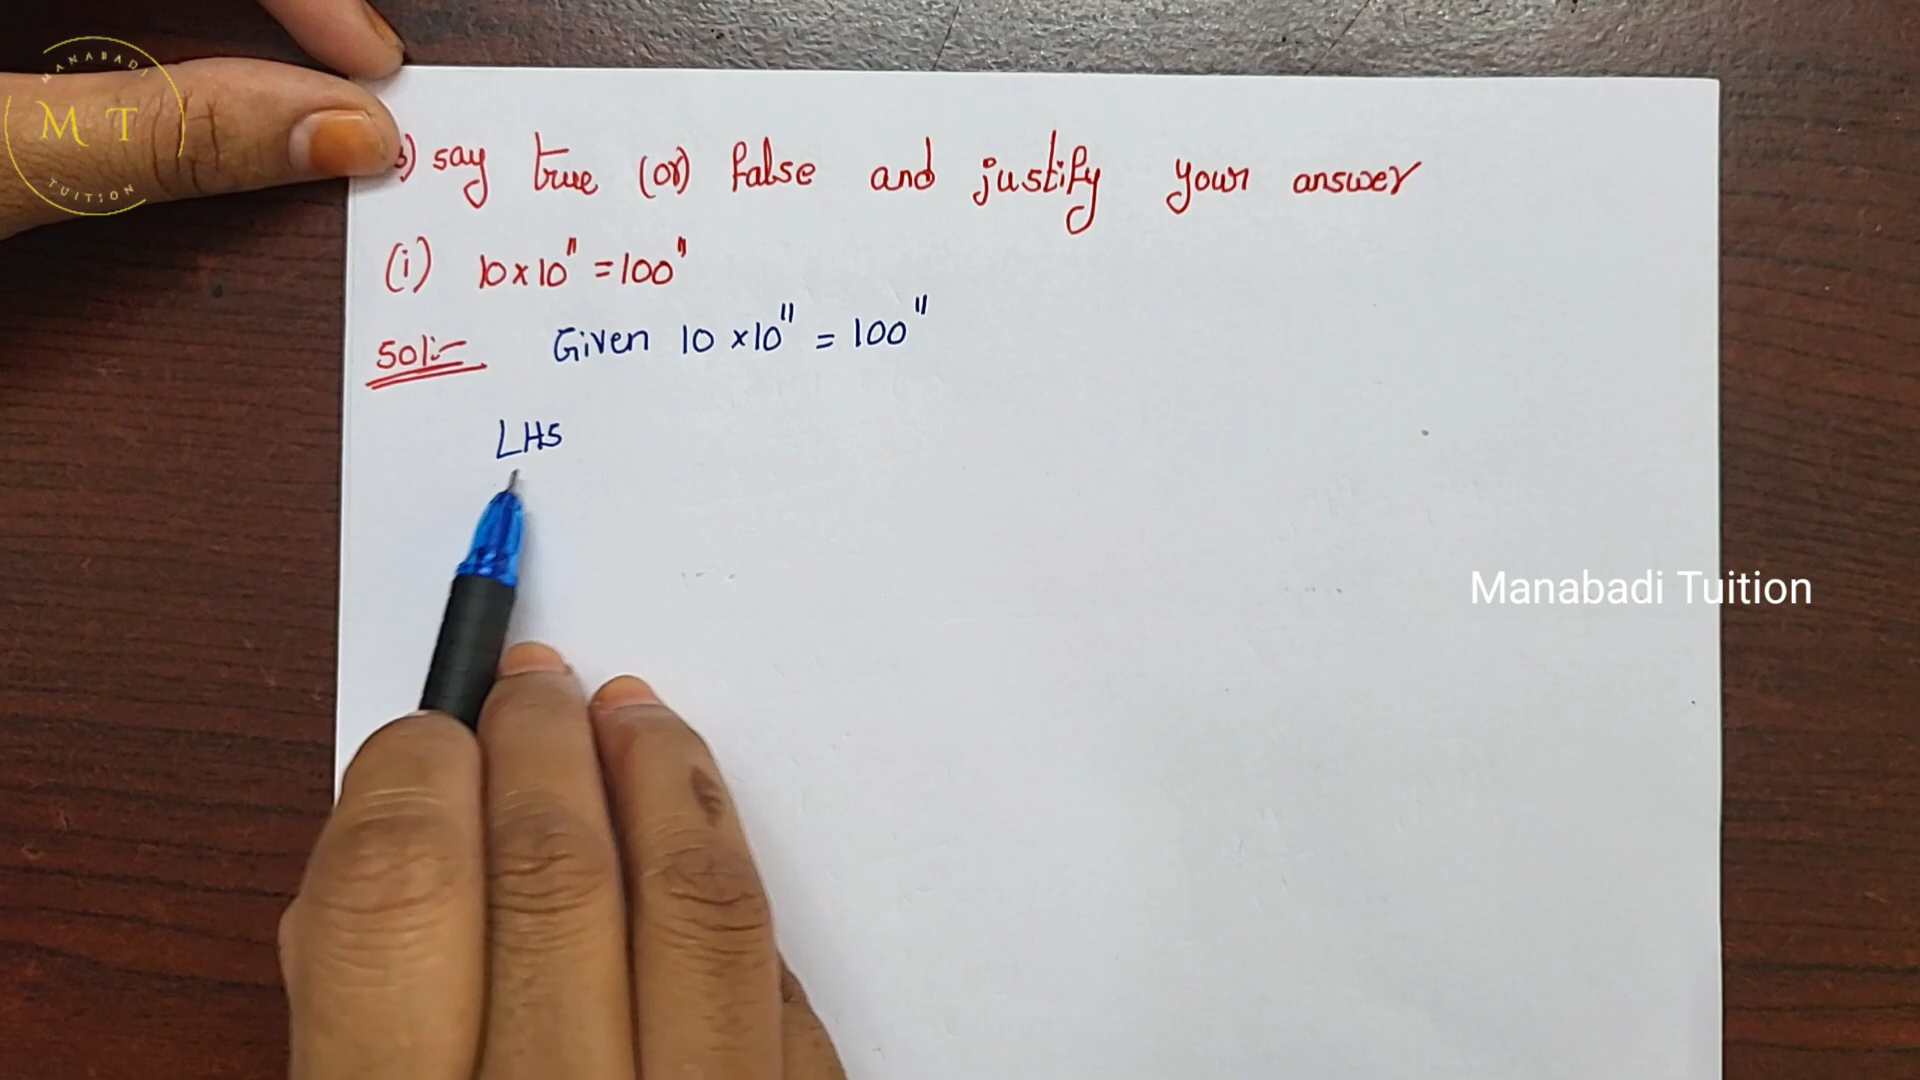 MANABADI
M T
TUITION
3) say true (or) false and justify your answer
(i) 10×10¹¹ = 100¹¹
Sol:- Given 10 ×10¹¹ = 100¹¹
LHS
Manabadi Tuition